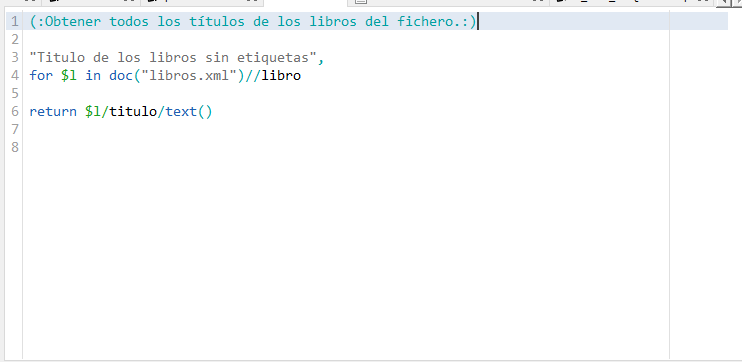 1 (:Obtener todos los títulos de los libros del fichero.:)
2
3 "Titulo de los libros sin etiquetas",
4 for $l in doc("libros.xml")//libro
5
6 return $l/titulo/text()
7
8